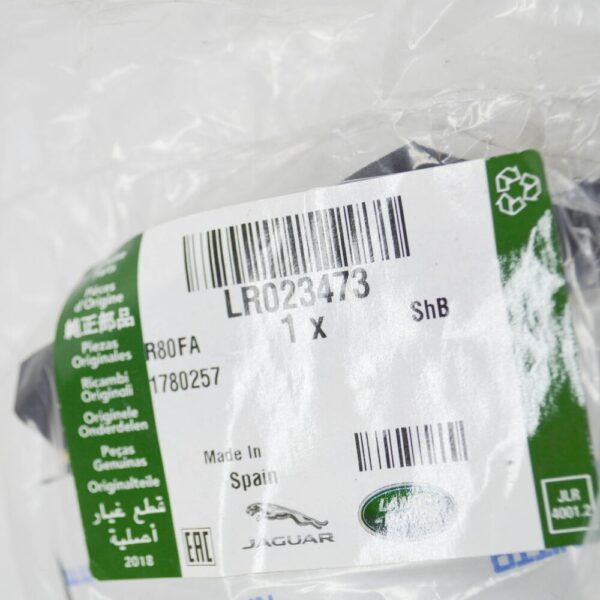 LR023473
1 x
ShB
R80FA
1780257
Made In
Spain
JAGUAR
Parts
Pièces
d'Origine
純正部品
Piezas
Originales
Ricambi
Originali
Originele
Onderdelen
Peças
Genuínas
Originalteile
قطع غيار
أصلية
2018
EAC
JLR
4001.2